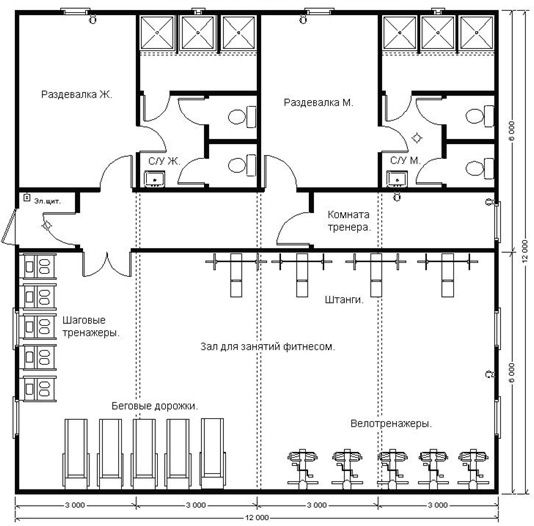 Раздевалка Ж.
Раздевалка М.
С/У Ж.
С/У М.
Эл.щит.
Комната
тренера.
Штанги.
Шаговые
тренажеры.
Зал для занятий фитнесом.
Беговые дорожки.
Велотренажеры.
6 000
12 000
6 000
3 000
3 000
3 000
3 000
12 000